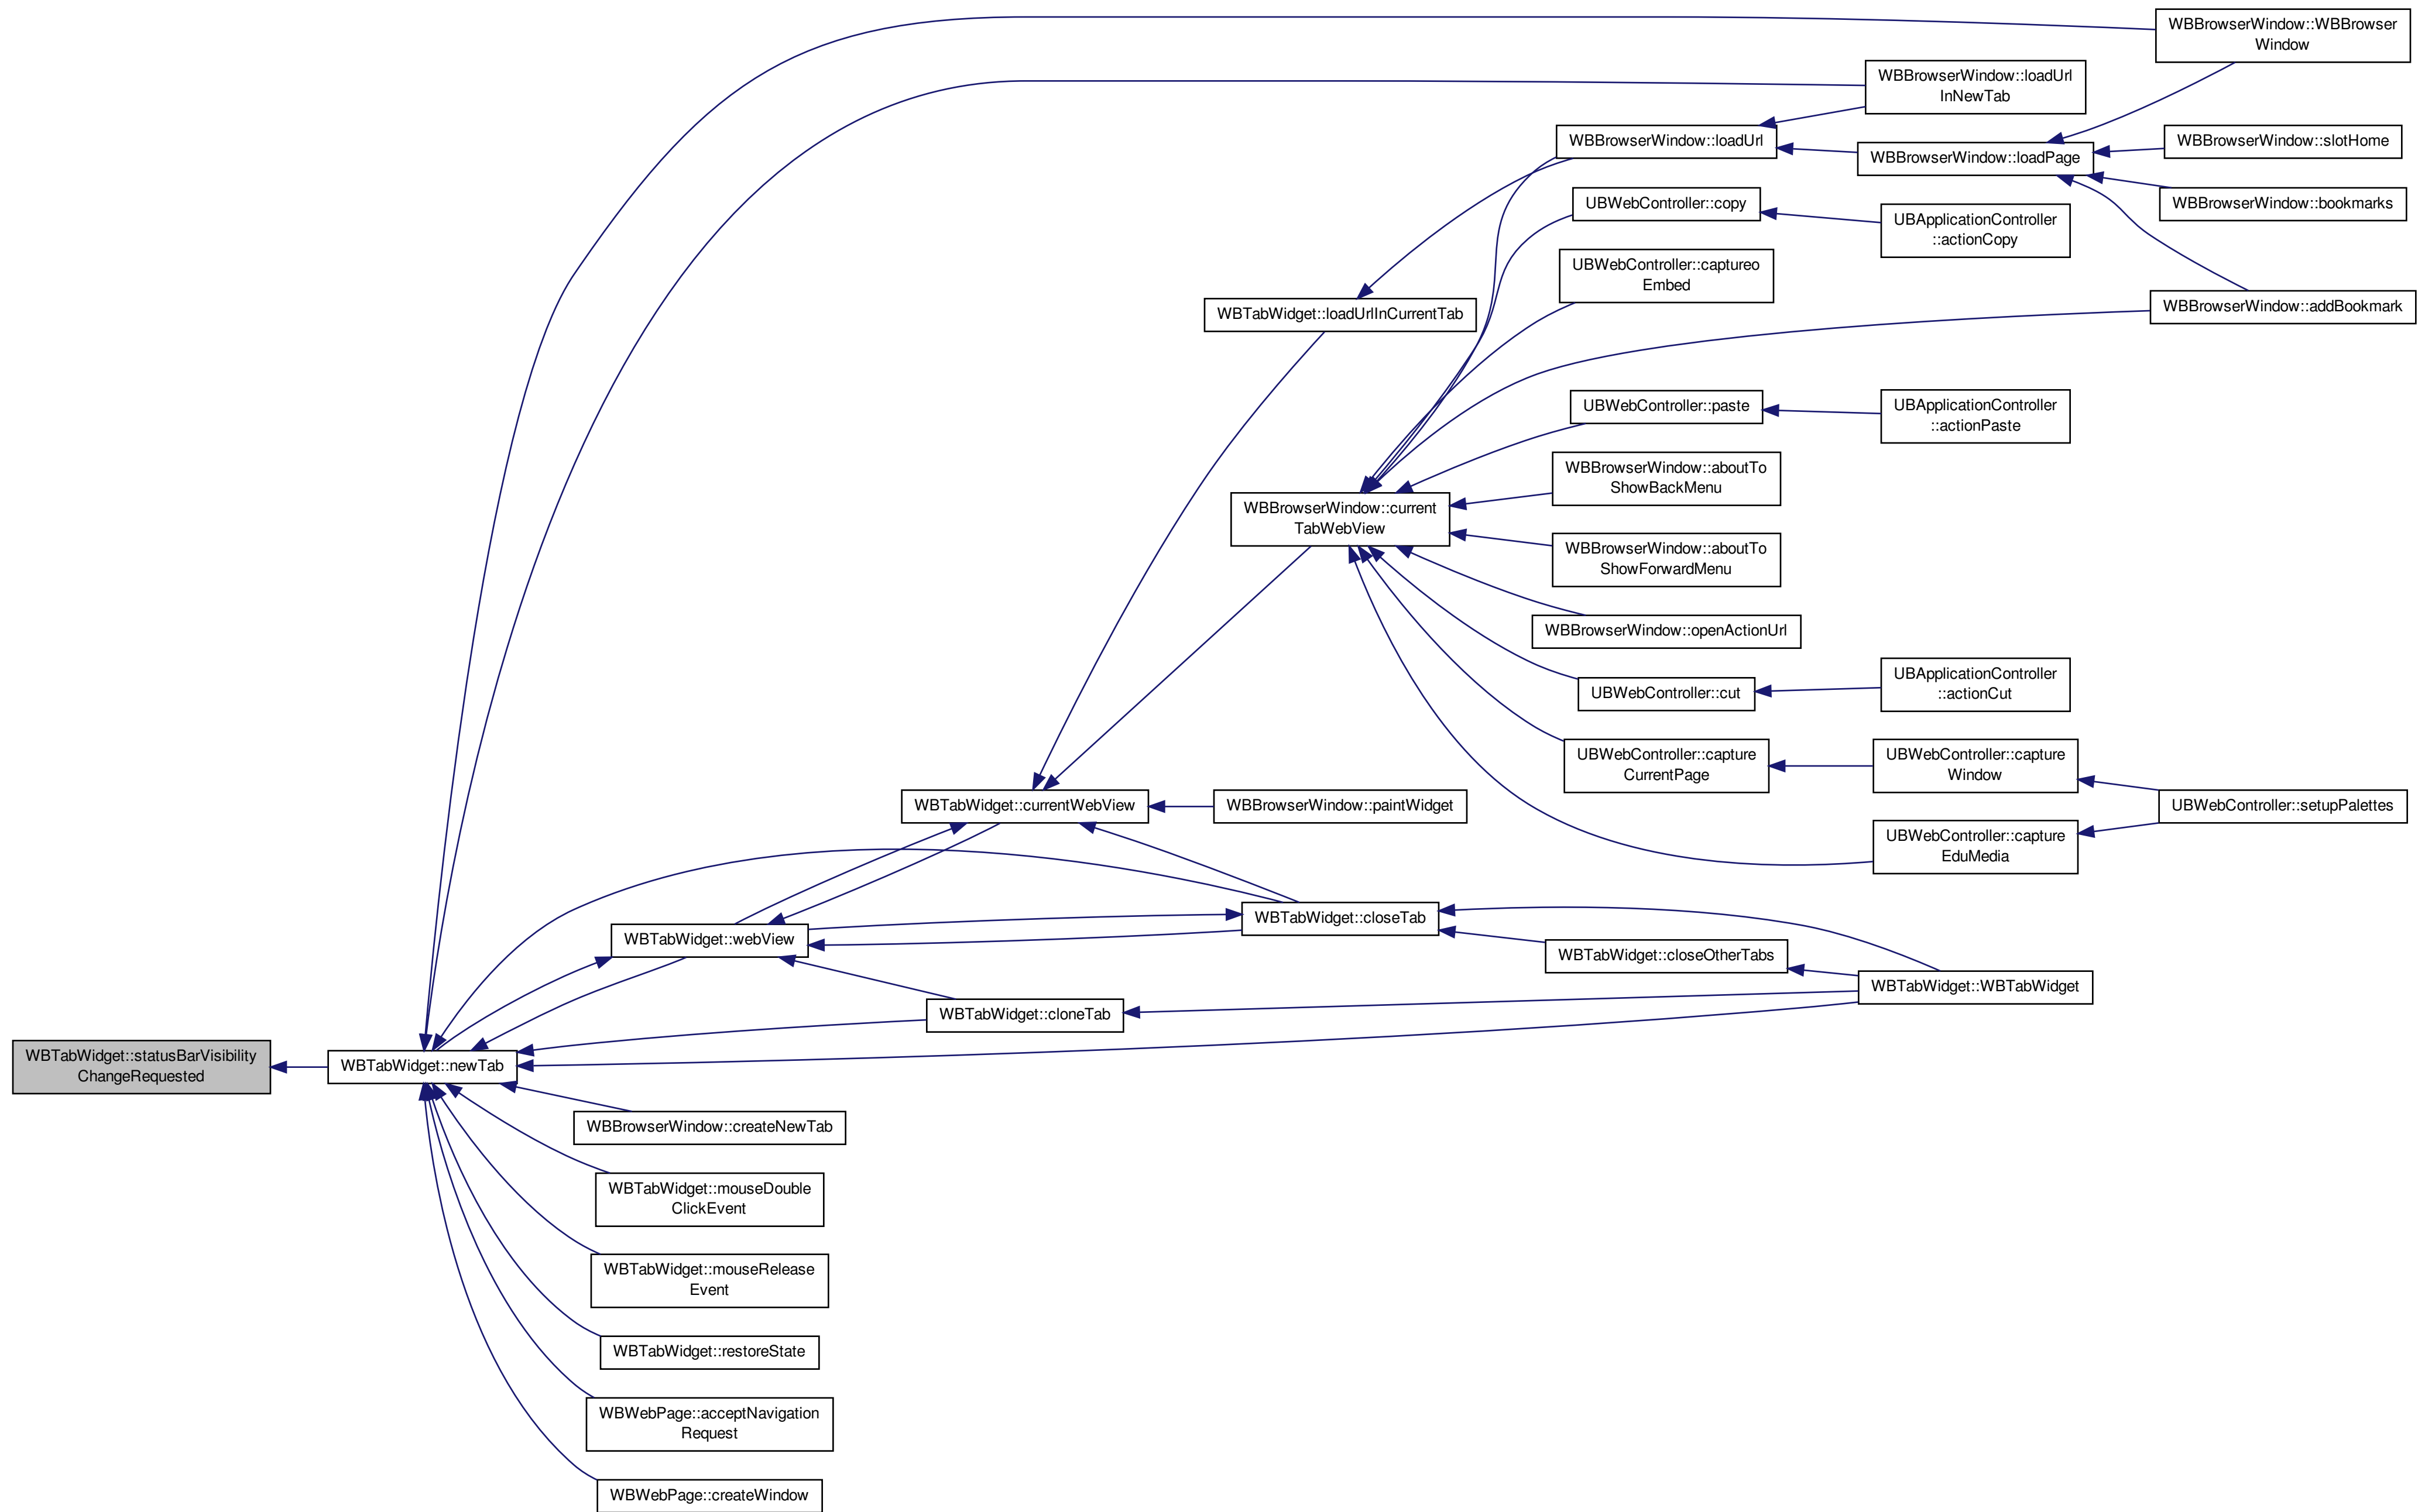 WBBrowserWindow::WBBrowser
Window
WBBrowserWindow::loadUrl
InNewTab
WBBrowserWindow::loadUrl
WBBrowserWindow::slotHome
WBBrowserWindow::loadPage
UBWebController::copy
WBBrowserWindow::bookmarks
UBApplicationController
::actionCopy
UBWebController::captureo
Embed
WBTabWidget::loadUrlInCurrentTab
WBBrowserWindow::addBookmark
UBWebController::paste
UBApplicationController
::actionPaste
WBBrowserWindow::aboutTo
ShowBackMenu
WBBrowserWindow::current
TabWebView
WBBrowserWindow::aboutTo
ShowForwardMenu
WBBrowserWindow::openActionUrl
UBWebController::cut
UBApplicationController
::actionCut
UBWebController::capture
CurrentPage
UBWebController::capture
Window
WBTabWidget::currentWebView
WBBrowserWindow::paintWidget
UBWebController::setupPalettes
UBWebController::capture
EduMedia
WBTabWidget::closeTab
WBTabWidget::webView
WBTabWidget::closeOtherTabs
WBTabWidget::WBTabWidget
WBTabWidget::cloneTab
WBTabWidget::statusBarVisibility
ChangeRequested
WBTabWidget::newTab
WBBrowserWindow::createNewTab
WBTabWidget::mouseDouble
ClickEvent
WBTabWidget::mouseRelease
Event
WBTabWidget::restoreState
WBWebPage::acceptNavigation
Request
WBWebPage::createWindow